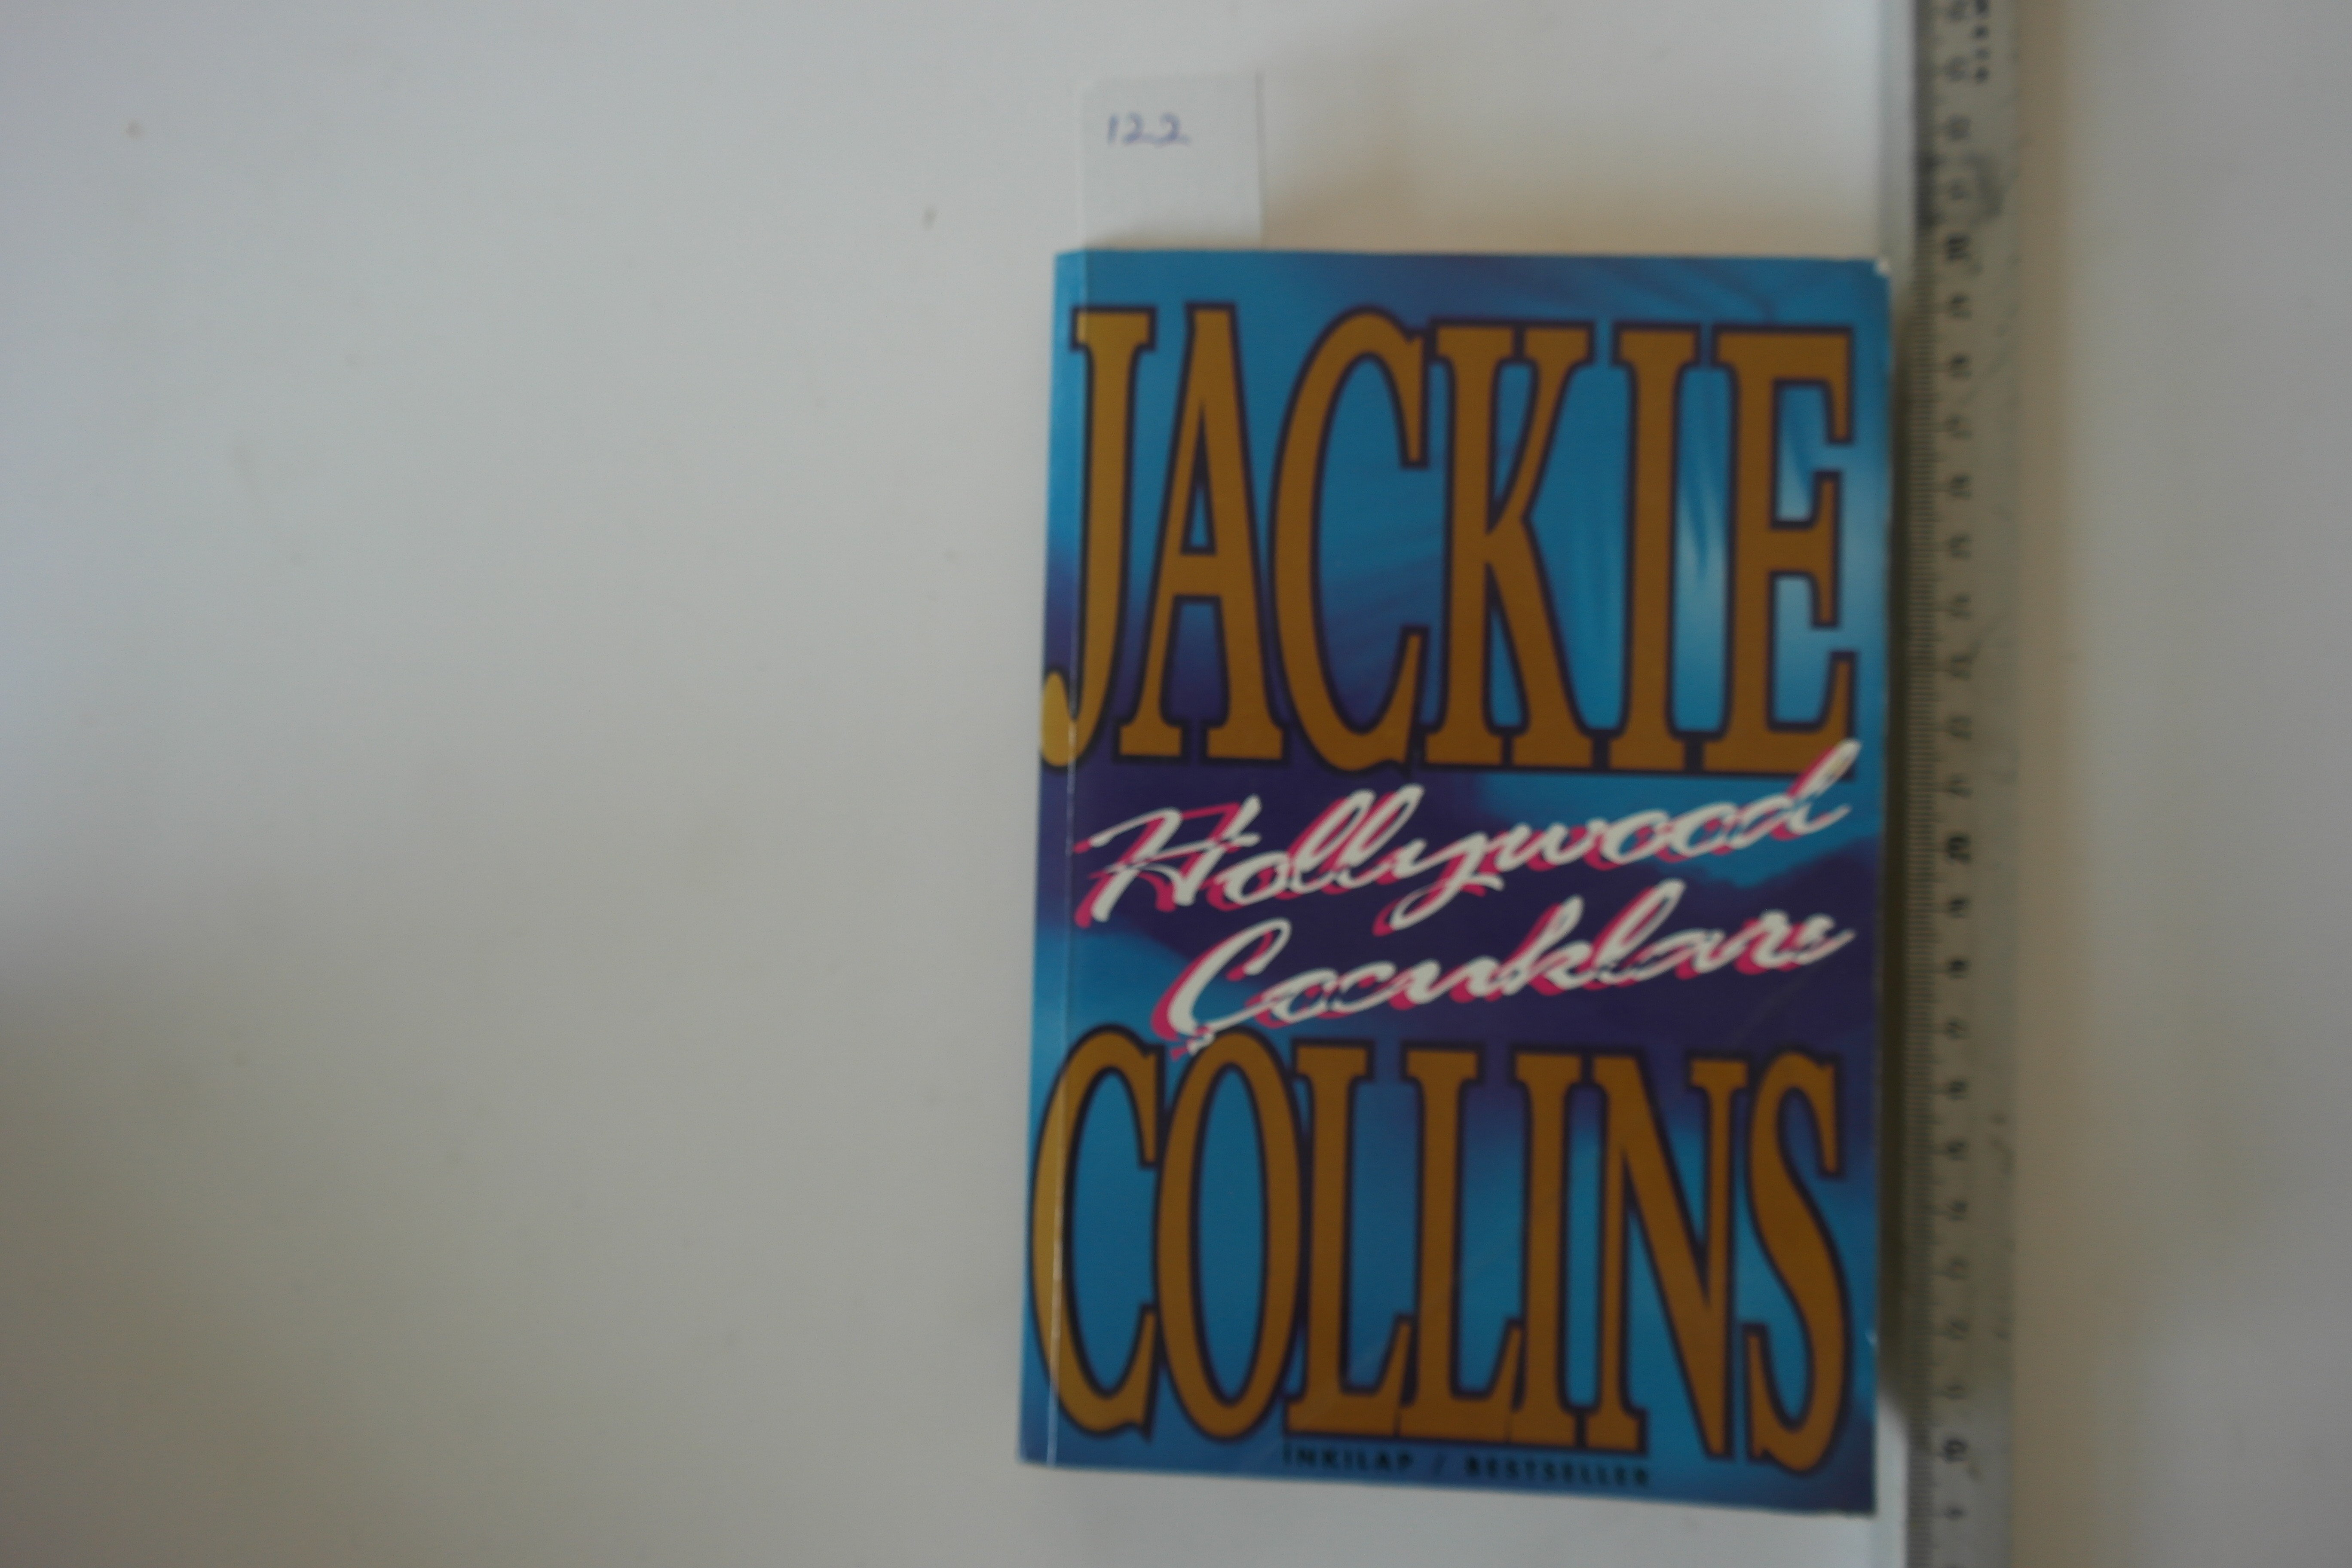 122
JACKIE
Hollywood
Çocukları
COLLINS
İNKILAP / BESTSELLER